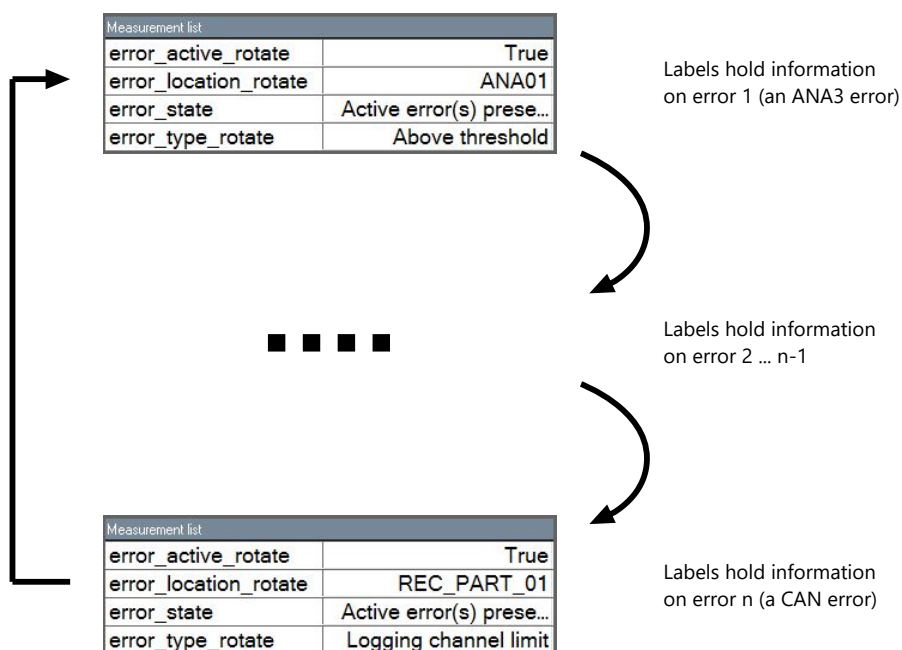 Measurement list
error_active_rotate True
error_location_rotate ANA01
error_state Active error(s) prese...
error_type_rotate Above threshold
Labels hold information
on error 1 (an ANA3 error)
Labels hold information
on error 2 ... n-1
Measurement list
error_active_rotate True
error_location_rotate REC_PART_01
error_state Active error(s) prese...
error_type_rotate Logging channel limit
Labels hold information
on error n (a CAN error)